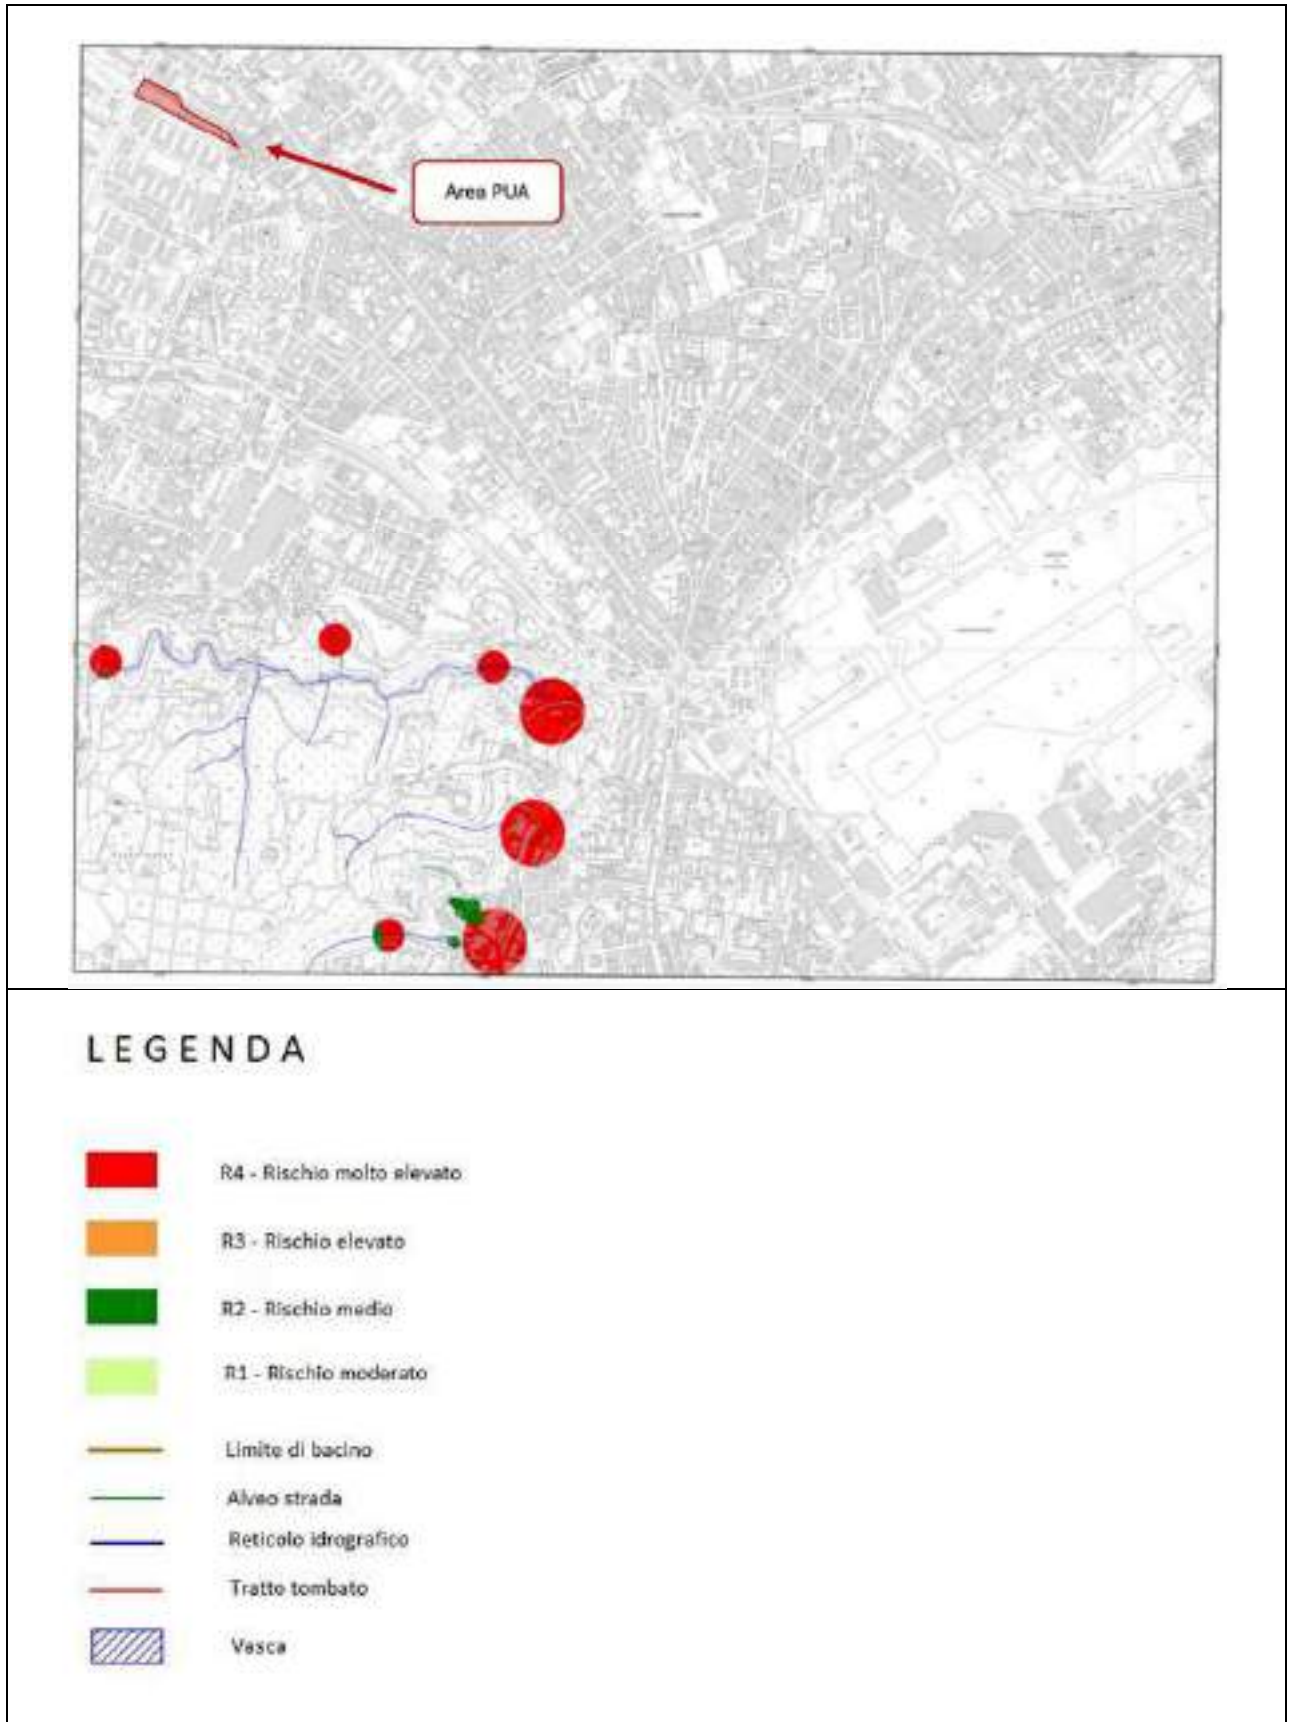 Area PUA
LEGENDA
R4 - Rischio molto elevato
R3 - Rischio elevato
R2 - Rischio medio
R1 - Rischio moderato
Limite di bacino
Alveo strada
Reticolo idrografico
Tratto tombato
Vasca